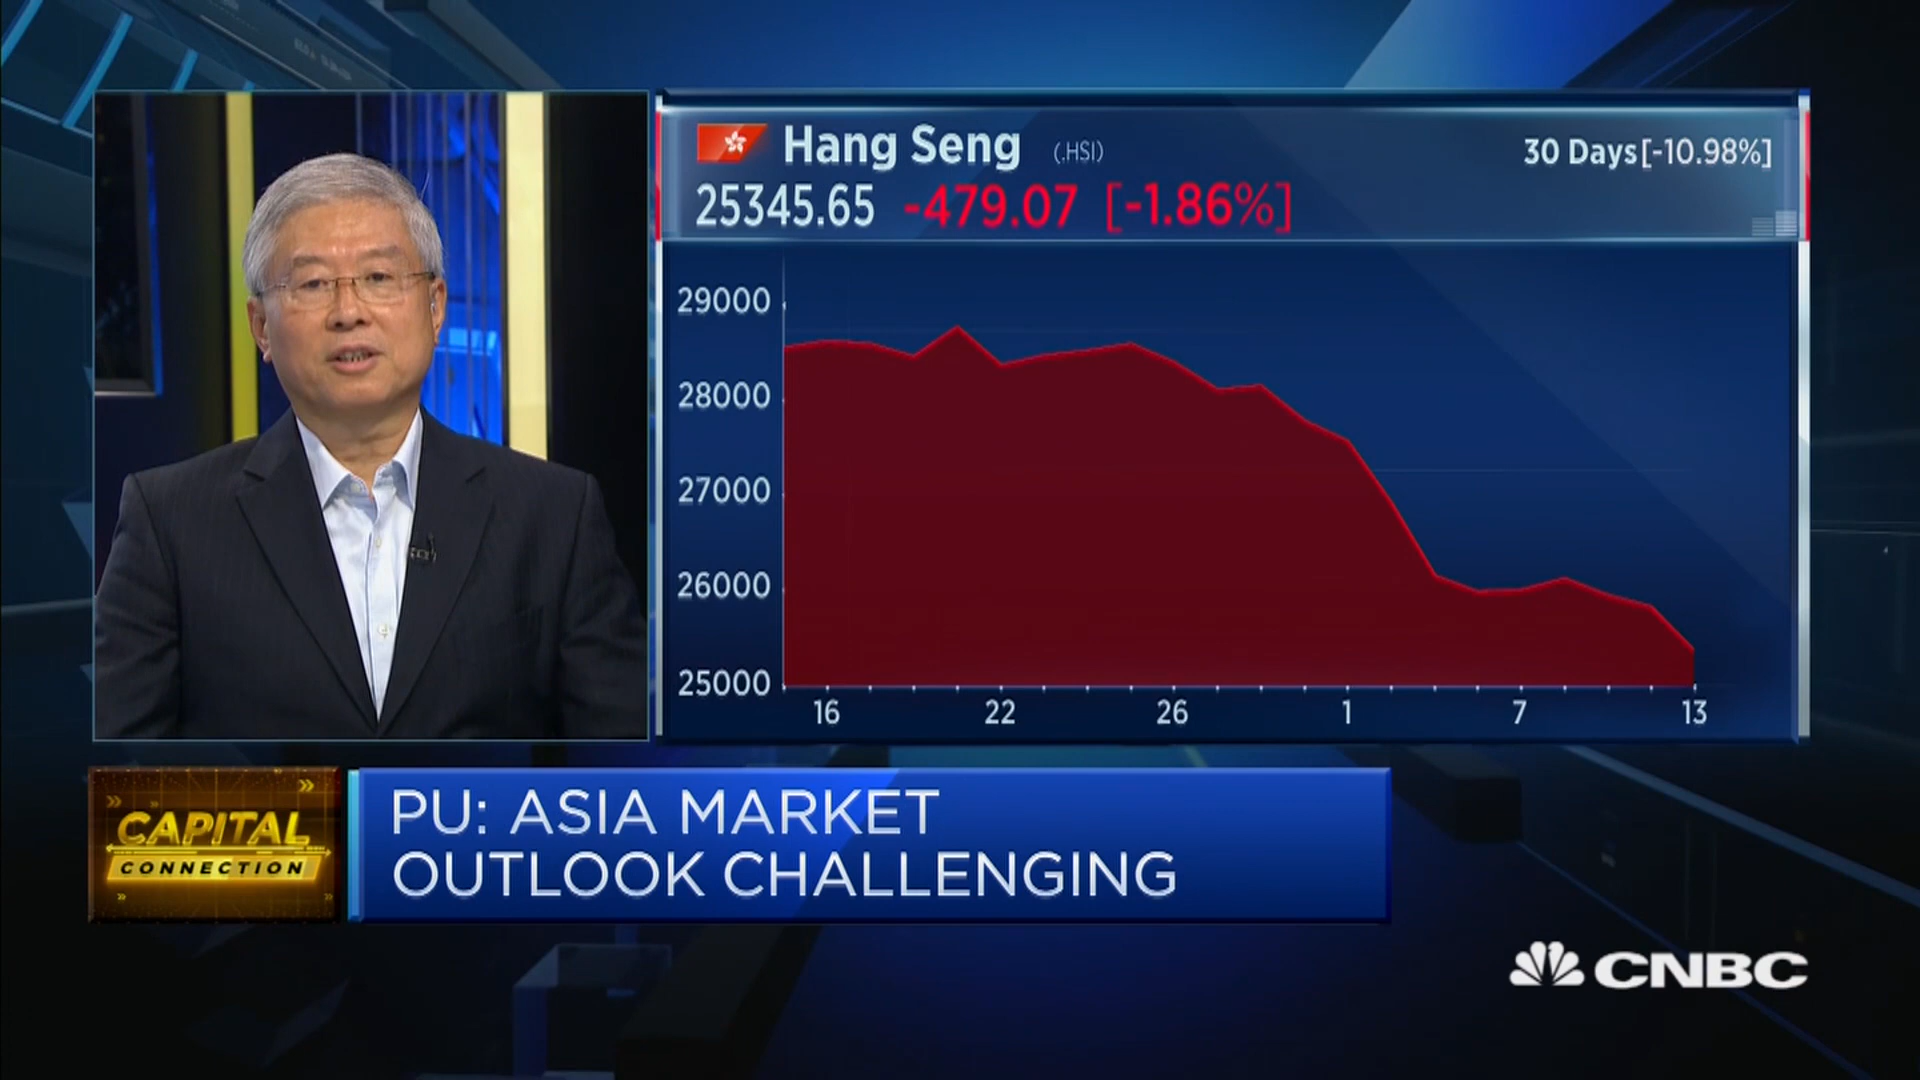 Hang Seng (.HSI)
30 Days[-10.98%]
25345.65 -479.07 [-1.86%]
29000
28000
27000
26000
25000
16 22 26 1 7 13
CAPITAL
CONNECTION
PU: ASIA MARKET
OUTLOOK CHALLENGING
CNBC